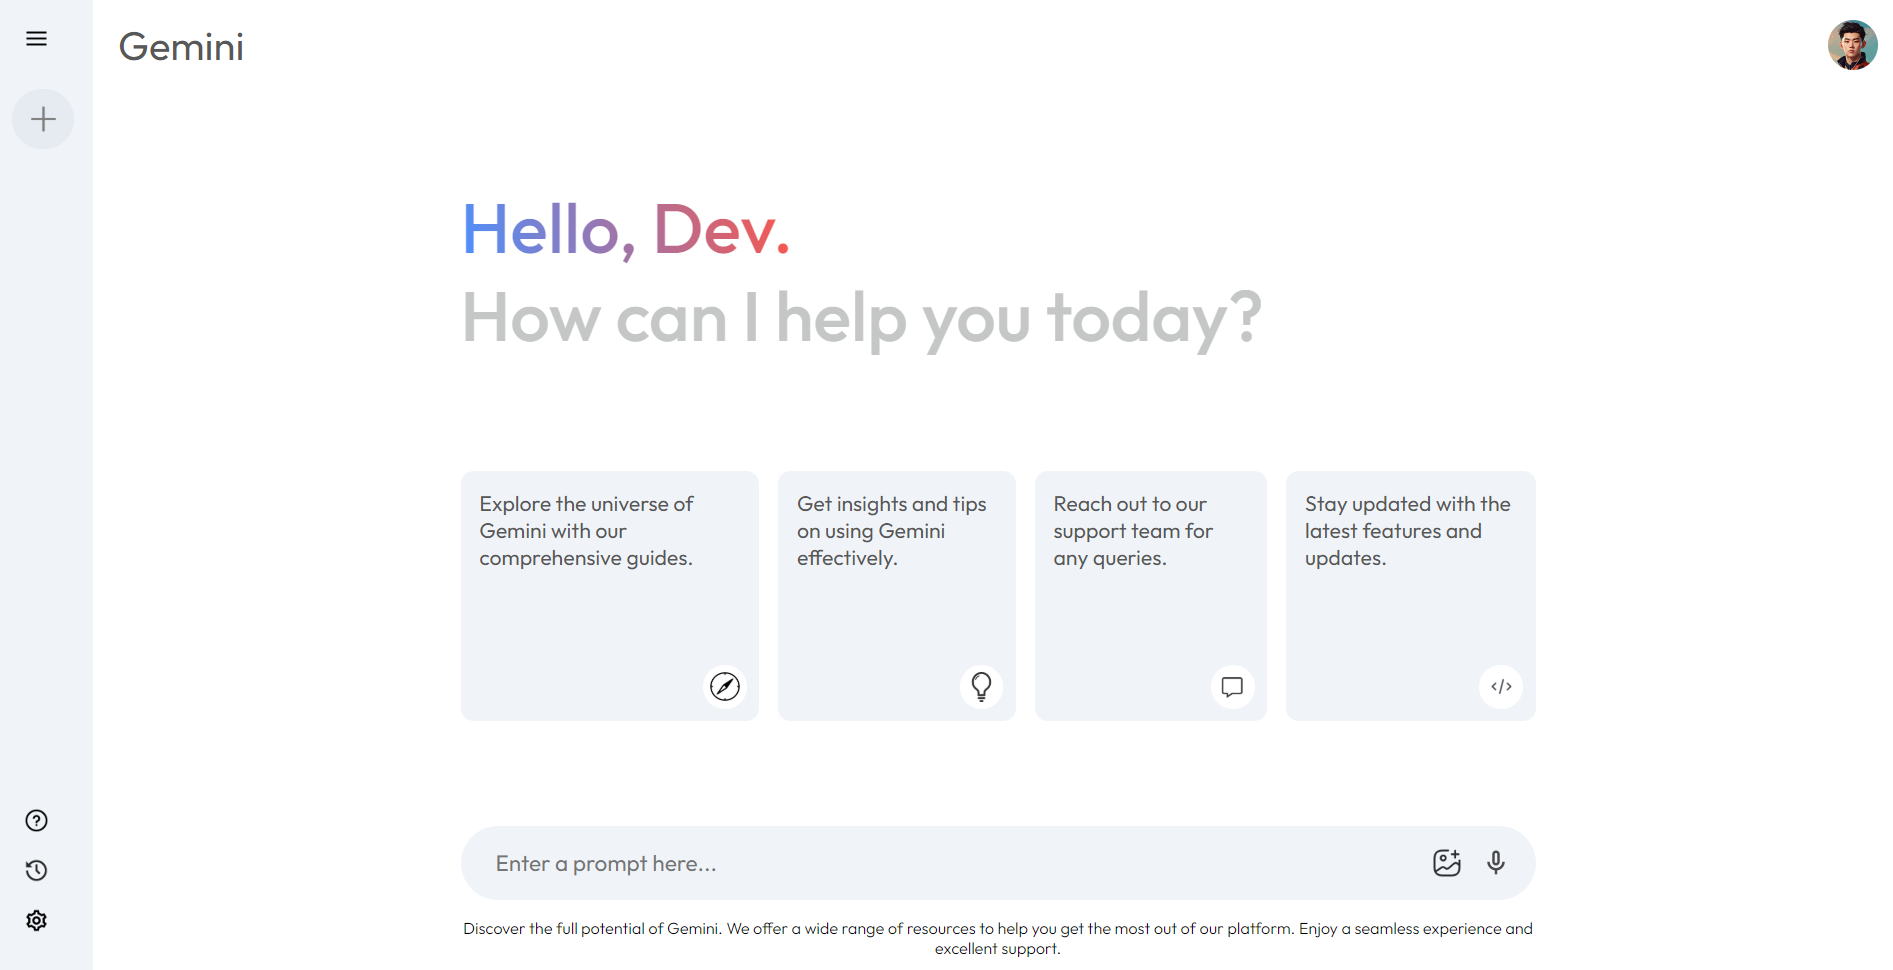 Gemini
Hello, Dev.
How can I help you today?
Explore the universe of
Gemini with our
comprehensive guides.
Get insights and tips
on using Gemini
effectively.
Reach out to our
support team for
any queries.
Stay updated with the
latest features and
updates.
Enter a prompt here...
Discover the full potential of Gemini. We offer a wide range of resources to help you get the most out of our platform. Enjoy a seamless experience and
excellent support.